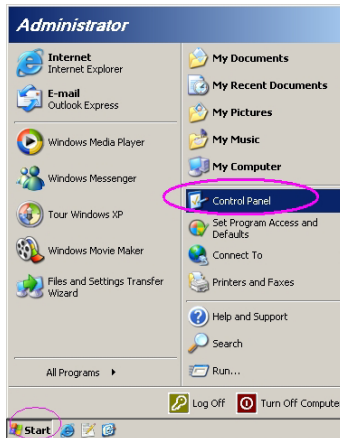 Administrator
Internet
Internet Explorer
E-mail
Outlook Express
Windows Media Player
Windows Messenger
Tour Windows XP
Windows Movie Maker
Files and Settings Transfer
Wizard
All Programs
My Documents
My Recent Documents
My Pictures
My Music
My Computer
Control Panel
Set Program Access and
Defaults
Connect To
Printers and Faxes
Help and Support
Search
Run...
Log Off
Turn Off Compute
Start